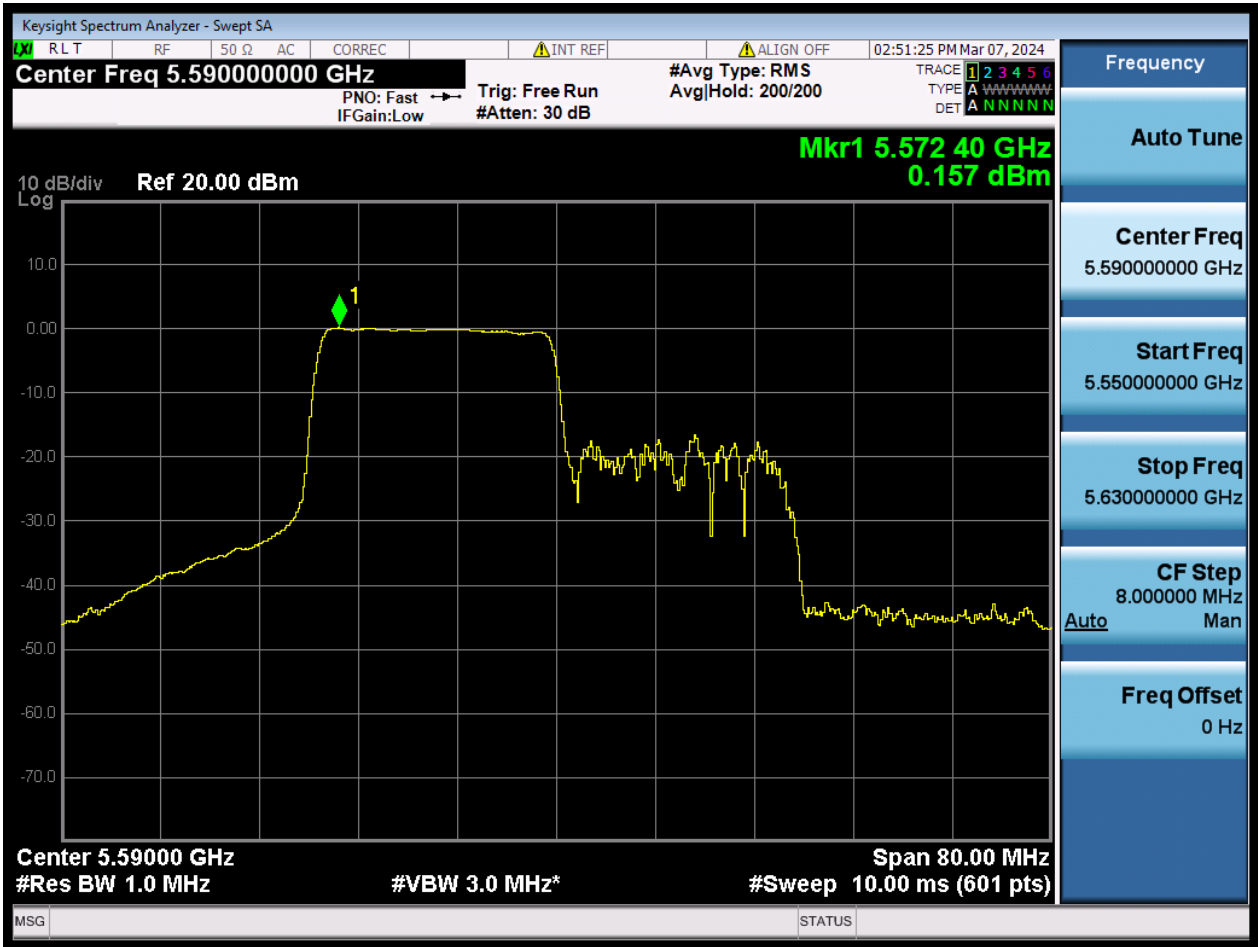 Keysight Spectrum Analyzer - Swept SA
LXI RLT RF 50 Ω AC CORREC INT REF ALIGN OFF 02:51:25 PM Mar 07, 2024
Center Freq 5.590000000 GHz
PNO: Fast
IFGain:Low
Trig: Free Run
#Atten: 30 dB
#Avg Type: RMS
Avg|Hold: 200/200
TRACE 1 2 3 4 5 6
TYPE A WWWWW
DET A N N N N N
Mkr1 5.572 40 GHz
0.157 dBm
10 dB/div Ref 20.00 dBm
Log
1
10.0
0.00
-10.0
-20.0
-30.0
-40.0
-50.0
-60.0
-70.0
Center 5.59000 GHz Span 80.00 MHz
#Res BW 1.0 MHz #VBW 3.0 MHz* #Sweep 10.00 ms (601 pts)
MSG STATUS
Frequency
Auto Tune
Center Freq
5.590000000 GHz
Start Freq
5.550000000 GHz
Stop Freq
5.630000000 GHz
CF Step
8.000000 MHz
Auto Man
Freq Offset
0 Hz